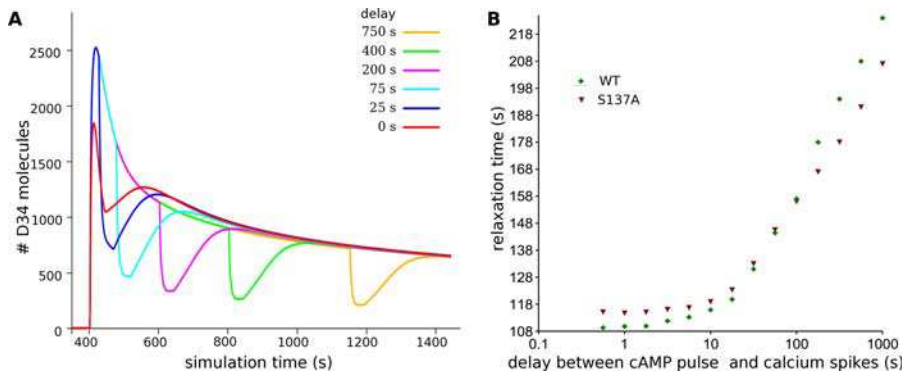 A
# D34 molecules
2500
2000
1500
1000
500
0
400
600
800
1000
1200
1400
simulation time (s)
delay
750 s
400 s
200 s
75 s
25 s
0 s
B
relaxation time (s)
218
208
198
188
178
168
158
148
138
128
118
108
0.1
1
10
100
1000
delay between cAMP pulse and calcium spikes (s)
WT
S137A